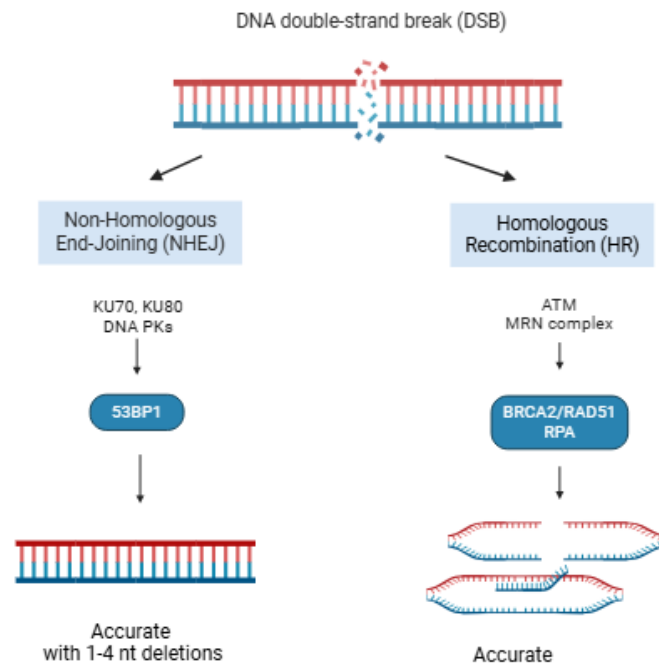 DNA double-strand break (DSB)
Non-Homologous
End-Joining (NHEJ)
KU70, KU80
DNA PKs
53BP1
Accurate
with 1-4 nt deletions
Homologous
Recombination (HR)
ATM
MRN complex
BRCA2/RAD51
RPA
Accurate